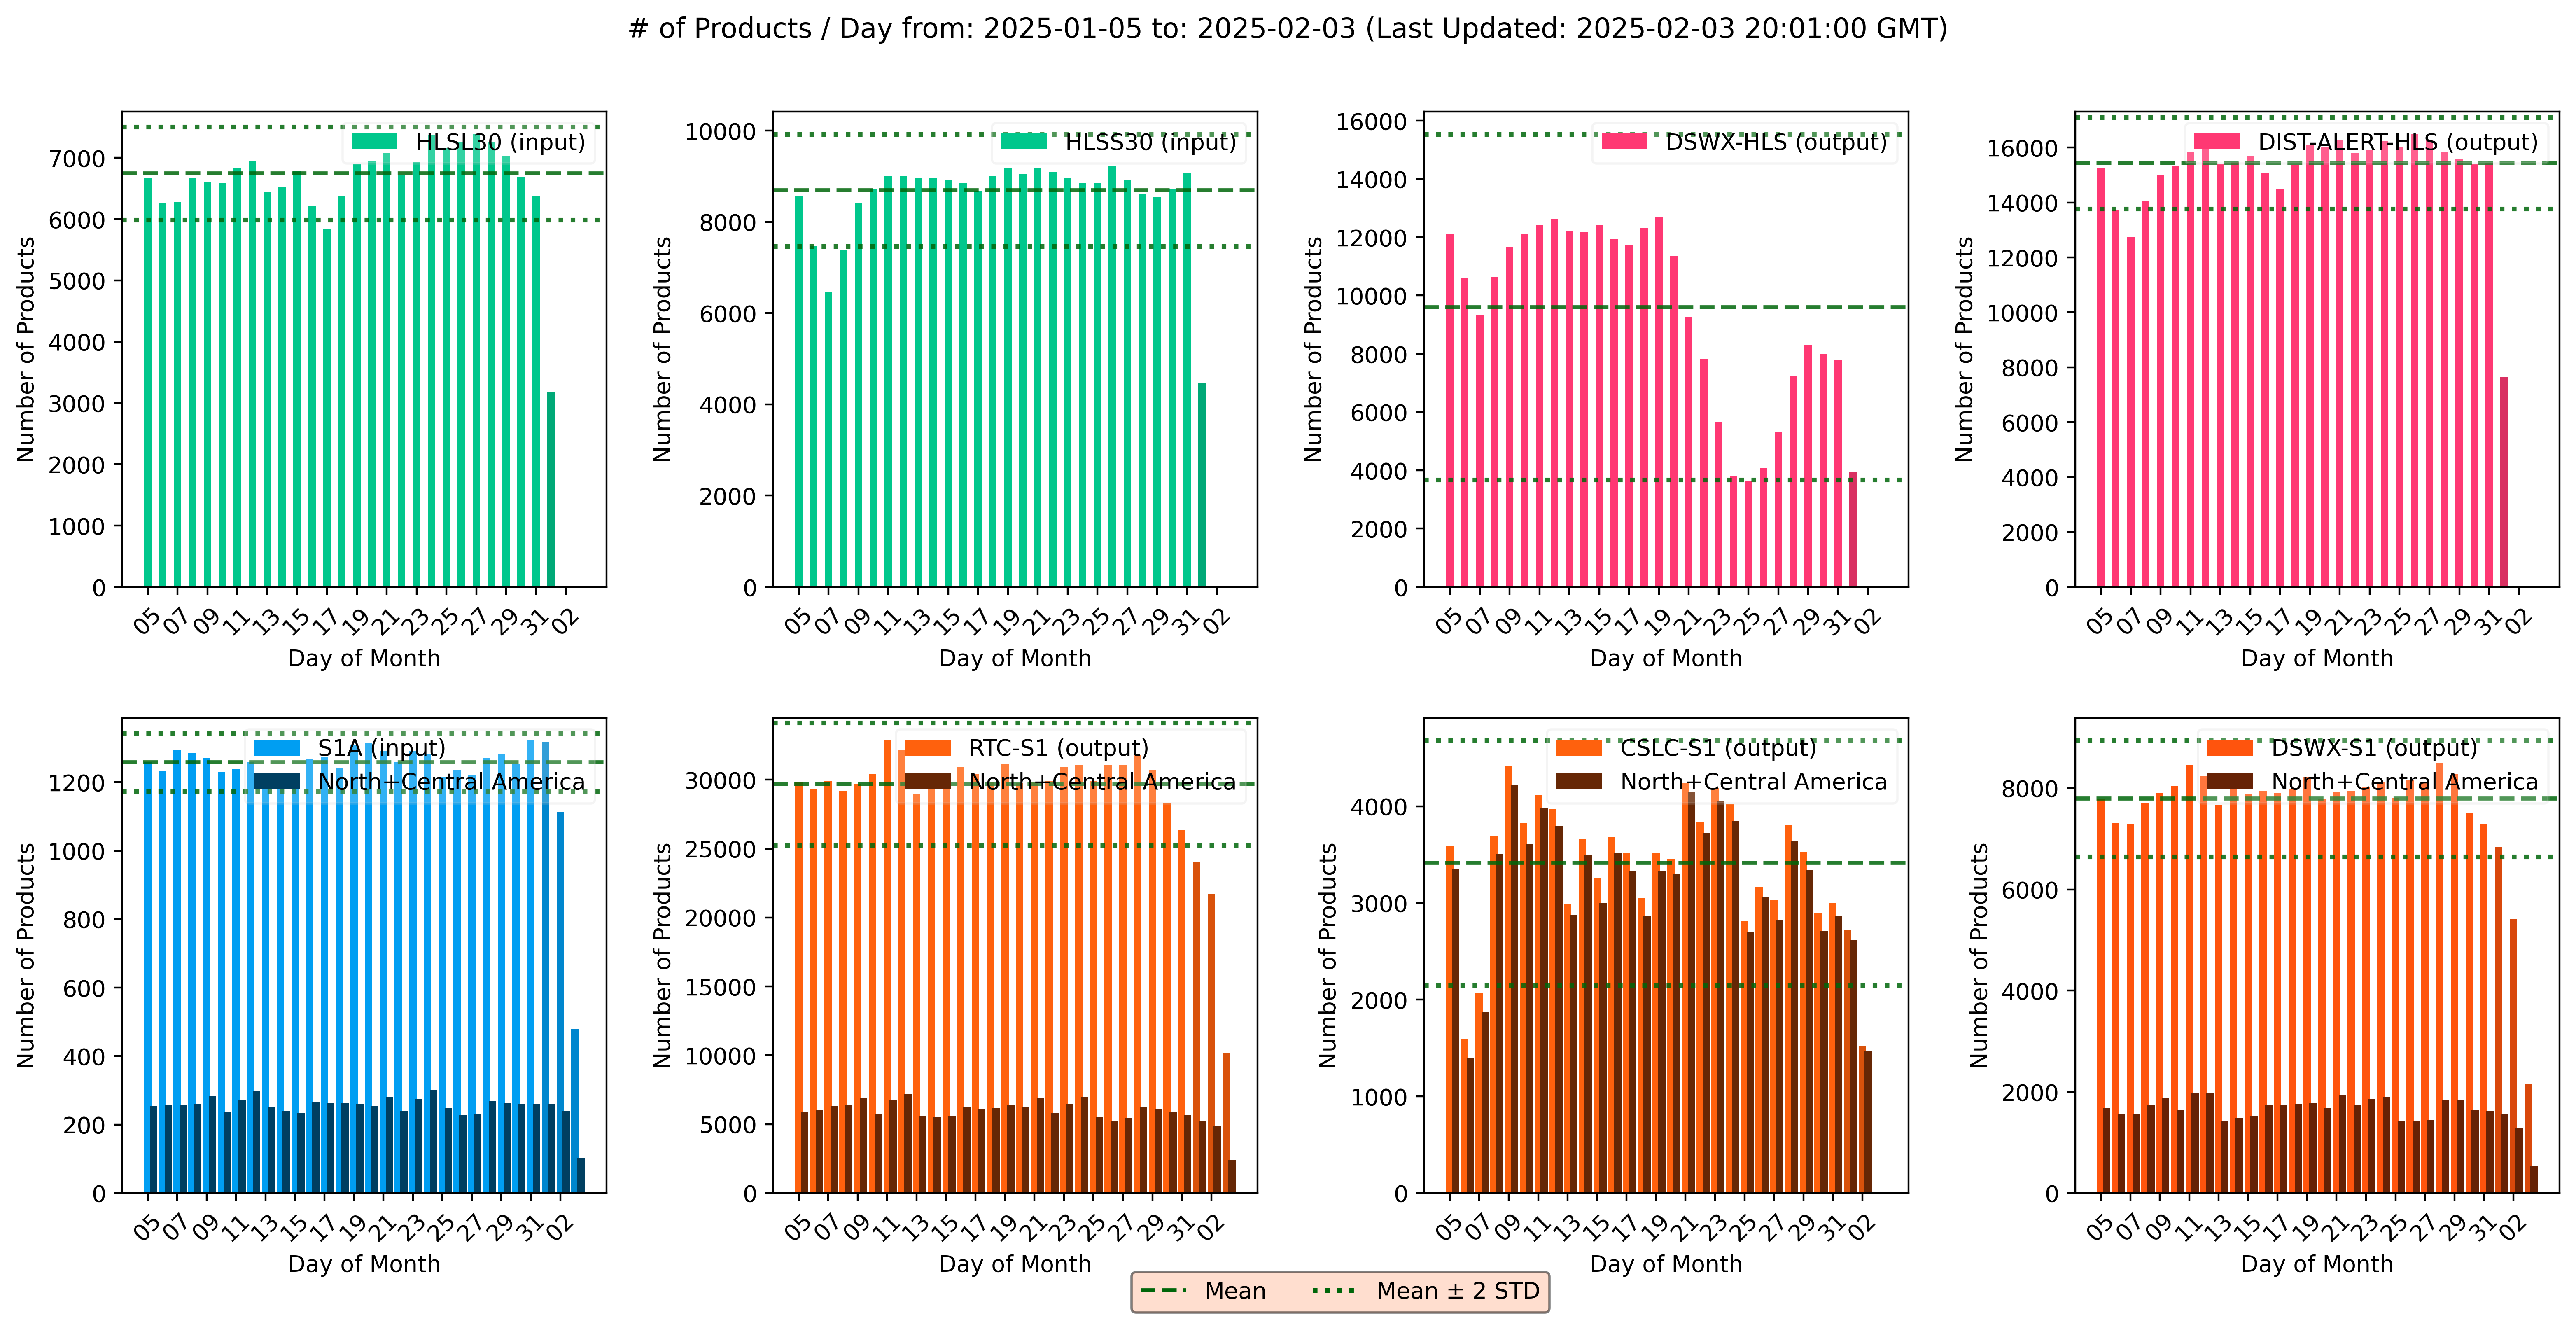 # of Products / Day from: 2025-01-05 to: 2025-02-03 (Last Updated: 2025-02-03 20:01:00 GMT)
Number of Products
7000
6000
5000
4000
3000
2000
1000
0
HLSL30 (input)
05 07 09 11 13 15 17 19 21 23 25 27 29 31 02
Day of Month
Number of Products
10000
8000
6000
4000
2000
0
HLSS30 (input)
05 07 09 11 13 15 17 19 21 23 25 27 29 31 02
Day of Month
Number of Products
16000
14000
12000
10000
8000
6000
4000
2000
0
DSWX-HLS (output)
05 07 09 11 13 15 17 19 21 23 25 27 29 31 02
Day of Month
Number of Products
16000
14000
12000
10000
8000
6000
4000
2000
0
DIST-ALERT-HLS (output)
05 07 09 11 13 15 17 19 21 23 25 27 29 31 02
Day of Month
Number of Products
1200
1000
800
600
400
200
0
S1A (input)
North+Central America
05 07 09 11 13 15 17 19 21 23 25 27 29 31 02
Day of Month
Number of Products
30000
25000
20000
15000
10000
5000
0
RTC-S1 (output)
North+Central America
05 07 09 11 13 15 17 19 21 23 25 27 29 31 02
Day of Month
Number of Products
4000
3000
2000
1000
0
CSLC-S1 (output)
North+Central America
05 07 09 11 13 15 17 19 21 23 25 27 29 31 02
Day of Month
Number of Products
8000
6000
4000
2000
0
DSWX-S1 (output)
North+Central America
05 07 09 11 13 15 17 19 21 23 25 27 29 31 02
Day of Month
Mean
Mean ± 2 STD